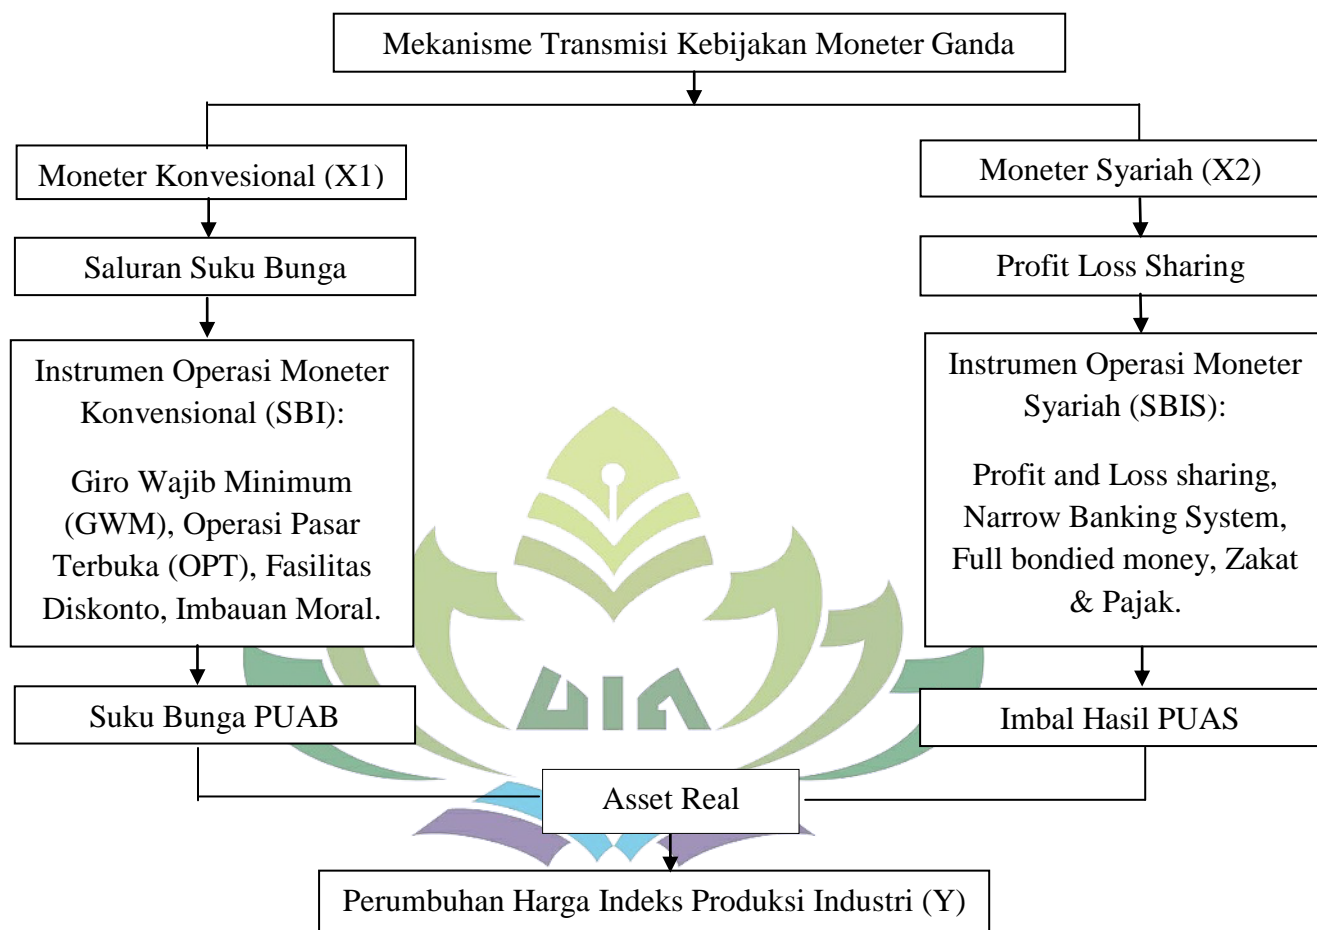 Mekanisme Transmisi Kebijakan Moneter Ganda
Moneter Konvesional (X1)
Moneter Syariah (X2)
Saluran Suku Bunga
Profit Loss Sharing
Instrumen Operasi Moneter
Konvensional (SBI):
Giro Wajib Minimum
(GWM), Operasi Pasar
Terbuka (OPT), Fasilitas
Diskonto, Imbauan Moral.
Instrumen Operasi Moneter
Syariah (SBIS):
Profit and Loss sharing,
Narrow Banking System,
Full bondied money, Zakat
& Pajak.
UIN
Suku Bunga PUAB
Imbal Hasil PUAS
Asset Real
Perumbuhan Harga Indeks Produksi Industri (Y)